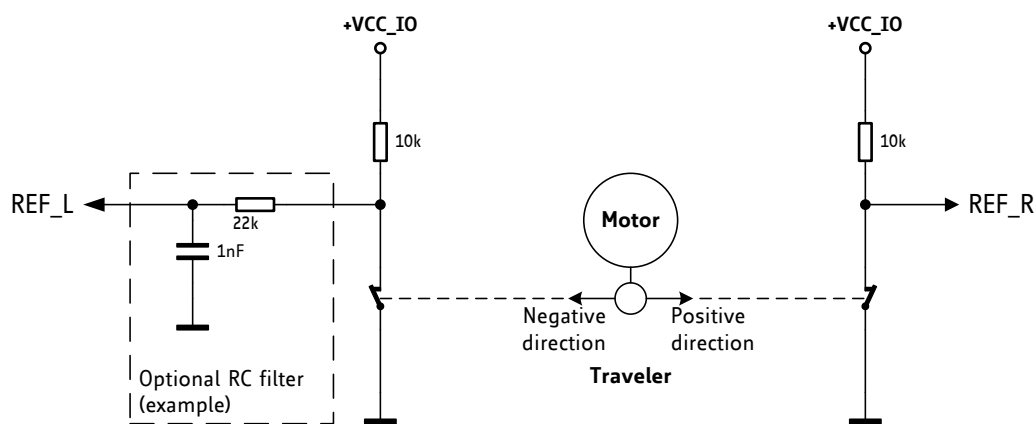 +VCC_IO
+VCC_IO
10k
10k
REF_L
22k
1nF
Motor
REF_R
Negative
direction
Positive
direction
Traveler
Optional RC filter
(example)